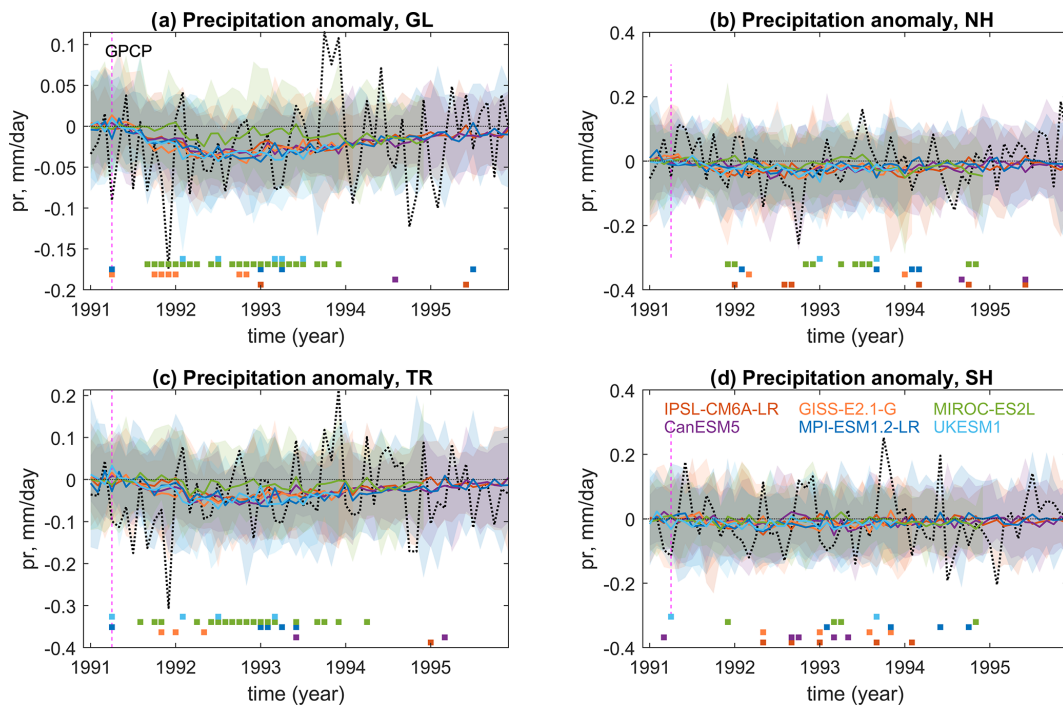 (a) Precipitation anomaly, GL
GPCP
pr, mm/day
0.1
0.05
0
-0.05
-0.1
-0.15
-0.2
1991 1992 1993 1994 1995
time (year)
(b) Precipitation anomaly, NH
pr, mm/day
0.4
0.2
0
-0.2
-0.4
1991 1992 1993 1994 1995
time (year)
(c) Precipitation anomaly, TR
pr, mm/day
0.2
0.1
0
-0.1
-0.2
-0.3
-0.4
1991 1992 1993 1994 1995
time (year)
(d) Precipitation anomaly, SH
IPSL-CM6A-LR GISS-E2.1-G MIROC-ES2L
CanESM5 MPI-ESM1.2-LR UKESM1
pr, mm/day
0.4
0.2
0
-0.2
-0.4
1991 1992 1993 1994 1995
time (year)